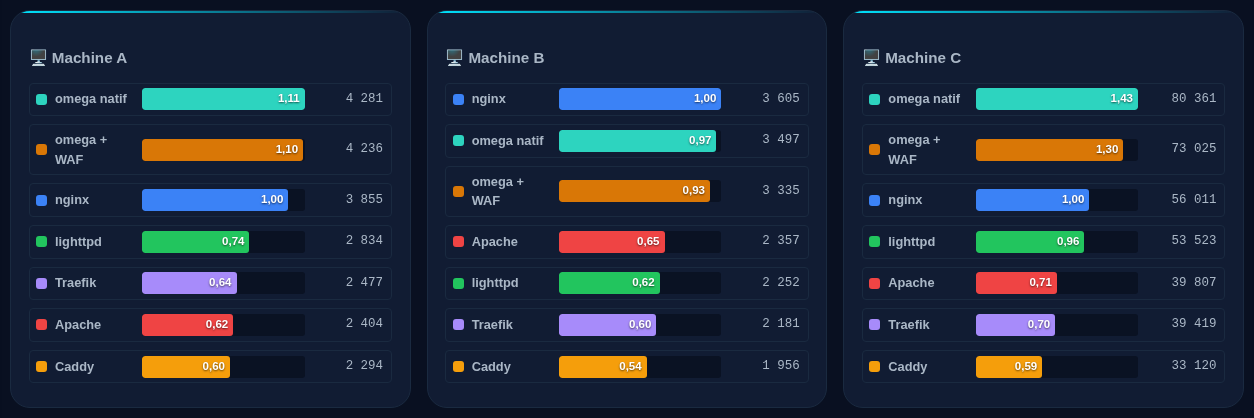 Machine A
omega natif 1,11 4 281
omega +
WAF 1,10 4 236
nginx 1,00 3 855
lighttpd 0,74 2 834
Traefik 0,64 2 477
Apache 0,62 2 404
Caddy 0,60 2 294
Machine B
nginx 1,00 3 605
omega natif 0,97 3 497
omega +
WAF 0,93 3 335
Apache 0,65 2 357
lighttpd 0,62 2 252
Traefik 0,60 2 181
Caddy 0,54 1 956
Machine C
omega natif 1,43 80 361
omega +
WAF 1,30 73 025
nginx 1,00 56 011
lighttpd 0,96 53 523
Apache 0,71 39 807
Traefik 0,70 39 419
Caddy 0,59 33 120